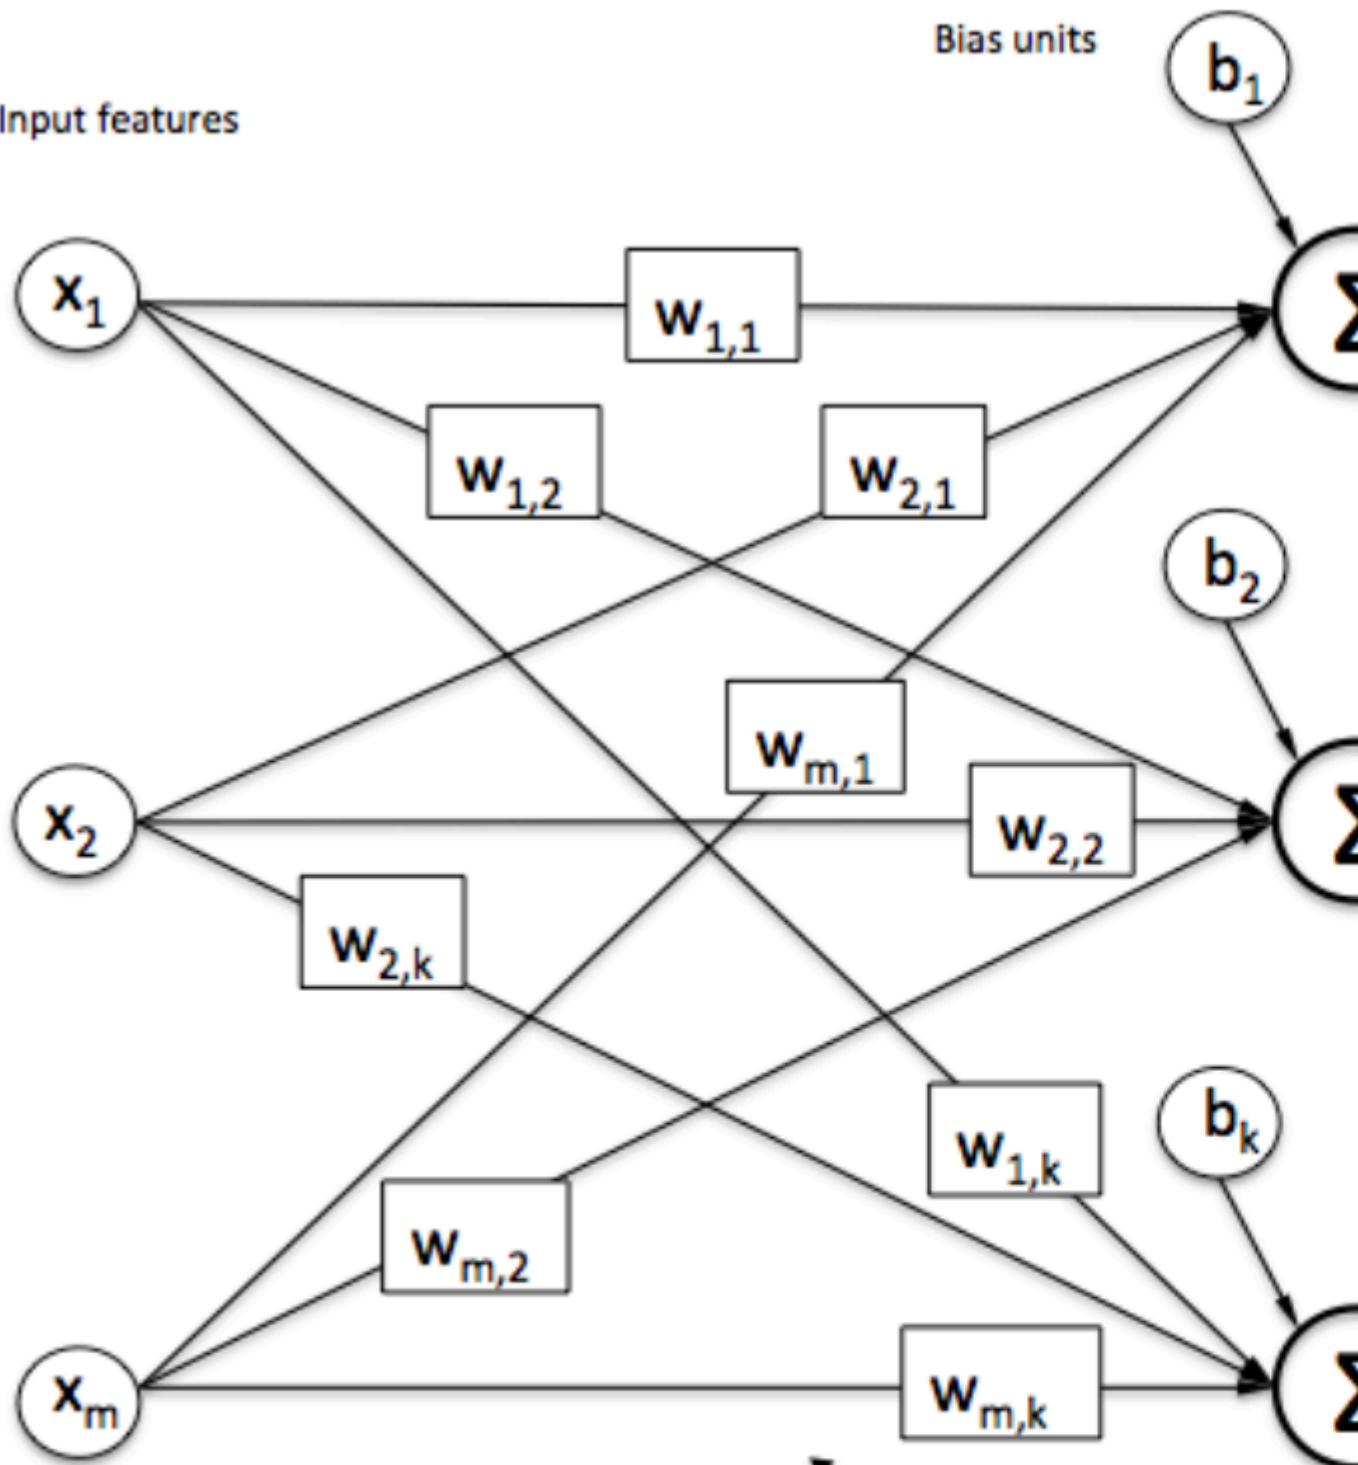 Bias units
b1
Input features
x1
w1,1
∑
w1,2
w2,1
b2
wm,1
x2
w2,2
∑
w2,k
bk
w1,k
wm,2
xm
wm,k
∑